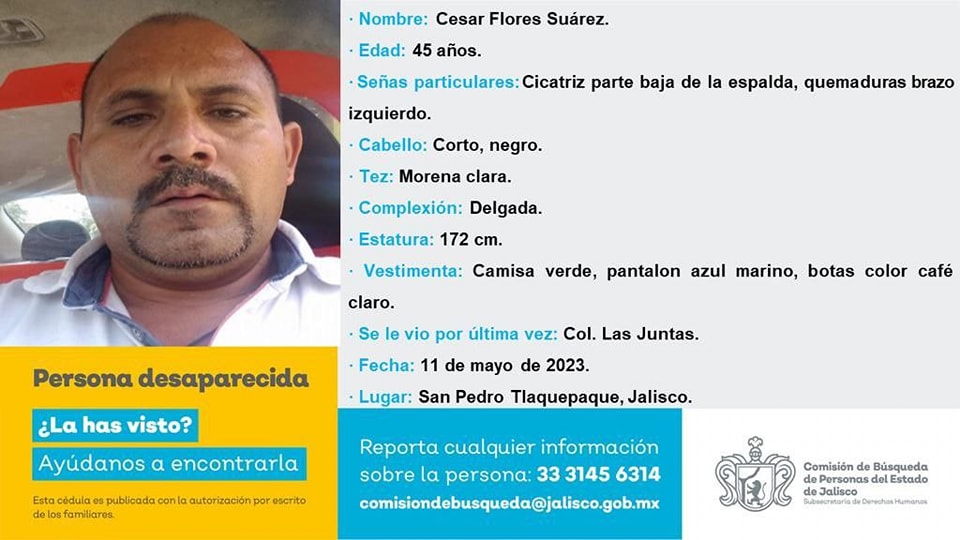 · Nombre: Cesar Flores Suárez.
· Edad: 45 años.
· Señas particulares: Cicatriz parte baja de la espalda, quemaduras brazo
izquierdo.
· Cabello: Corto, negro.
· Tez: Morena clara.
· Complexión: Delgada.
· Estatura: 172 cm.
· Vestimenta: Camisa verde, pantalon azul marino, botas color café
claro.
· Se le vio por última vez: Col. Las Juntas.
· Fecha: 11 de mayo de 2023.
· Lugar: San Pedro Tlaquepaque, Jalisco.
Persona desaparecida
¿La has visto?
Ayúdanos a encontrarla
Esta cédula es publicada con la autorización por escrito
de los familiares.
Reporta cualquier información
sobre la persona: 33 3145 6314
comisiondebusqueda@jalisco.gob.mx
Comisión de Búsqueda
de Personas del Estado
de Jalisco
Subsecretaría de Derechos Humanos